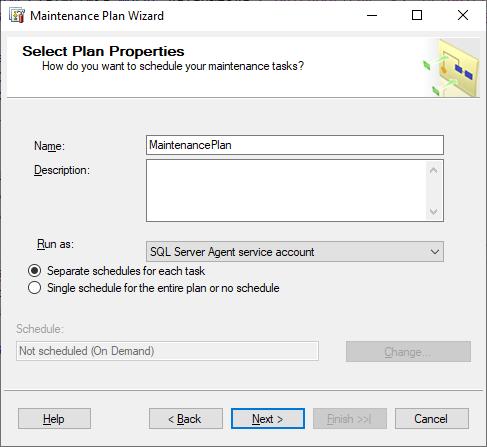 Maintenance Plan Wizard
Select Plan Properties
How do you want to schedule your maintenance tasks?
Name: MaintenancePlan
Description:
Run as: SQL Server Agent service account
Separate schedules for each task
Single schedule for the entire plan or no schedule
Schedule:
Not scheduled (On Demand) Change...
Help < Back Next > Finish >>| Cancel